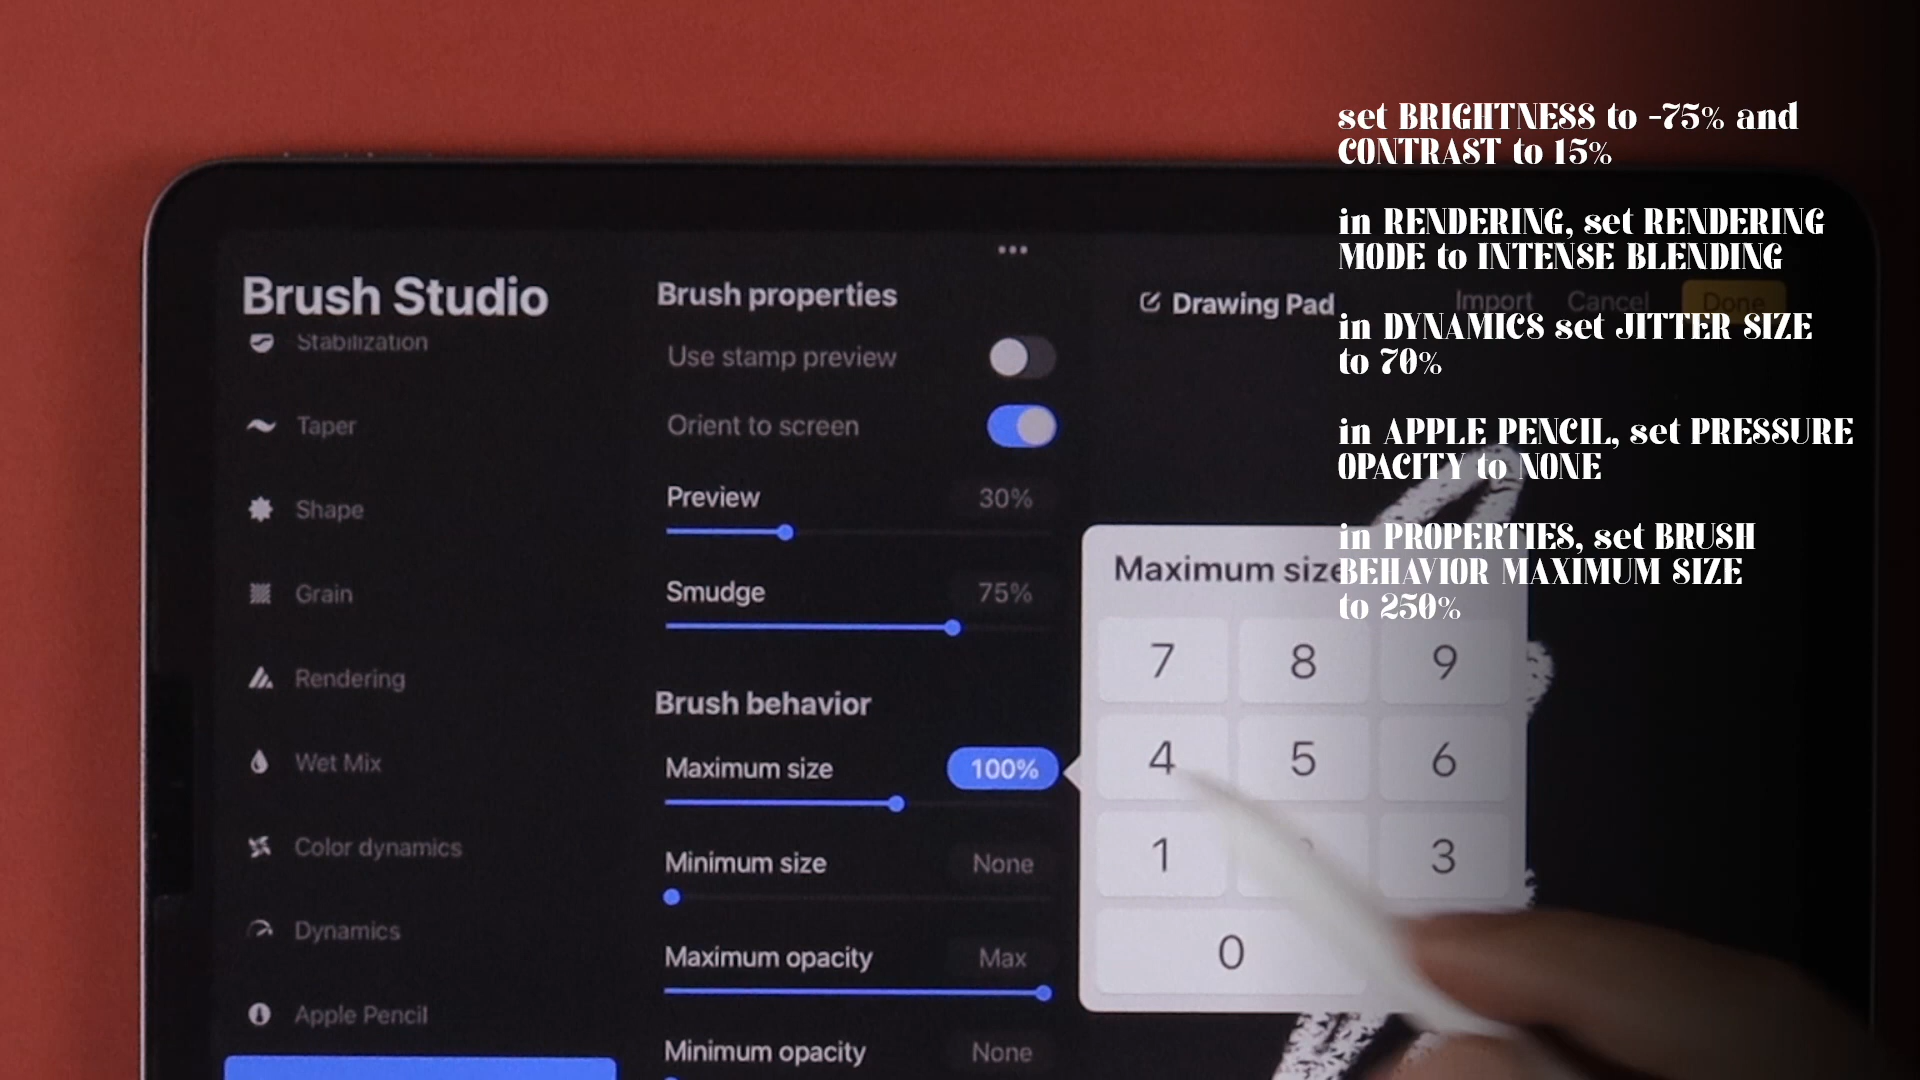 set BRIGHTNESS to -75% and
CONTRAST to 15%
in RENDERING, set RENDERING
MODE to INTENSE BLENDING
in DYNAMICS set JITTER SIZE
to 70%
in APPLE PENCIL, set PRESSURE
OPACITY to NONE
in PROPERTIES, set BRUSH
BEHAVIOR MAXIMUM SIZE
to 250%
Brush Studio
Stabilization
Taper
Shape
Grain
Rendering
Wet Mix
Color dynamics
Dynamics
Apple Pencil
Brush properties
Use stamp preview
Orient to screen
Preview 30%
Smudge 75%
Brush behavior
Maximum size 100%
Minimum size None
Maximum opacity Max
Minimum opacity None
Drawing Pad
Import Cancel Done
Maximum size
7 8 9
4 5 6
1 3
0